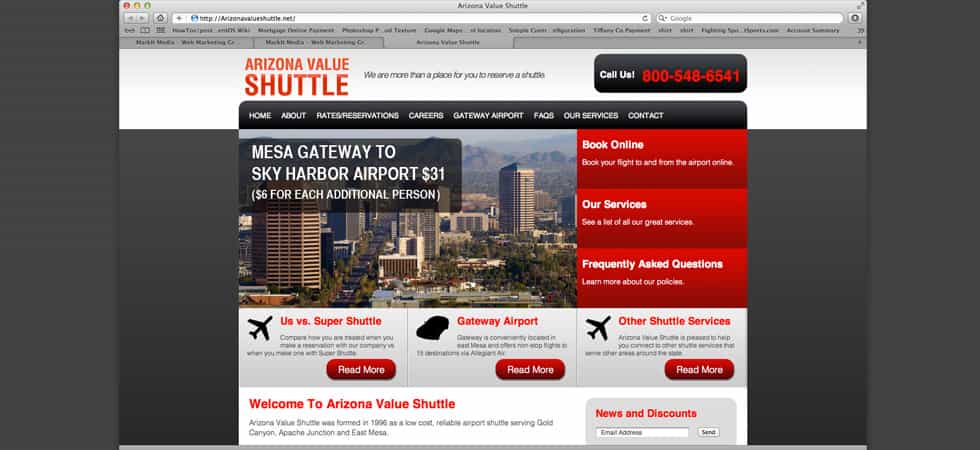 Arizona Value Shuttle
http://Arizonavalueshuttle.net/
Google
HowTos:/post...entOS Wiki
Mortgage Online Payment
Photoshop P...od Texture
Google Maps
st location
Simple Contr...nfiguration
Tiffany Co Payment
shirt
shirt
Fighting Spo...tSports.com
Account Summary
MarkIt Media – Web Marketing Gr...
MarkIt Media – Web Marketing Gr...
Arizona Value Shuttle
ARIZONA VALUE
SHUTTLE
We are more than a place for you to reserve a shuttle.
Call Us! 800-548-6541
HOME ABOUT RATES/RESERVATIONS CAREERS GATEWAY AIRPORT FAQS OUR SERVICES CONTACT
MESA GATEWAY TO
SKY HARBOR AIRPORT $31
($6 FOR EACH ADDITIONAL PERSON)
Book Online
Book your flight to and from the airport online.
Our Services
See a list of all our great services.
Frequently Asked Questions
Learn more about our policies.
Us vs. Super Shuttle
Compare how you are treated when you
make a reservation with our company vs
when you make one with Super Shuttle.
Read More
Gateway Airport
Gateway is conveniently located in
east Mesa and offers non-stop flights to
15 destinations via Allegiant Air.
Read More
Other Shuttle Services
Arizona Value Shuttle is pleased to help
you connect to other shuttle services that
serve other areas around the state.
Read More
Welcome To Arizona Value Shuttle
Arizona Value Shuttle was formed in 1996 as a low cost, reliable airport shuttle serving Gold
Canyon, Apache Junction and East Mesa.
News and Discounts
Email Address
Send